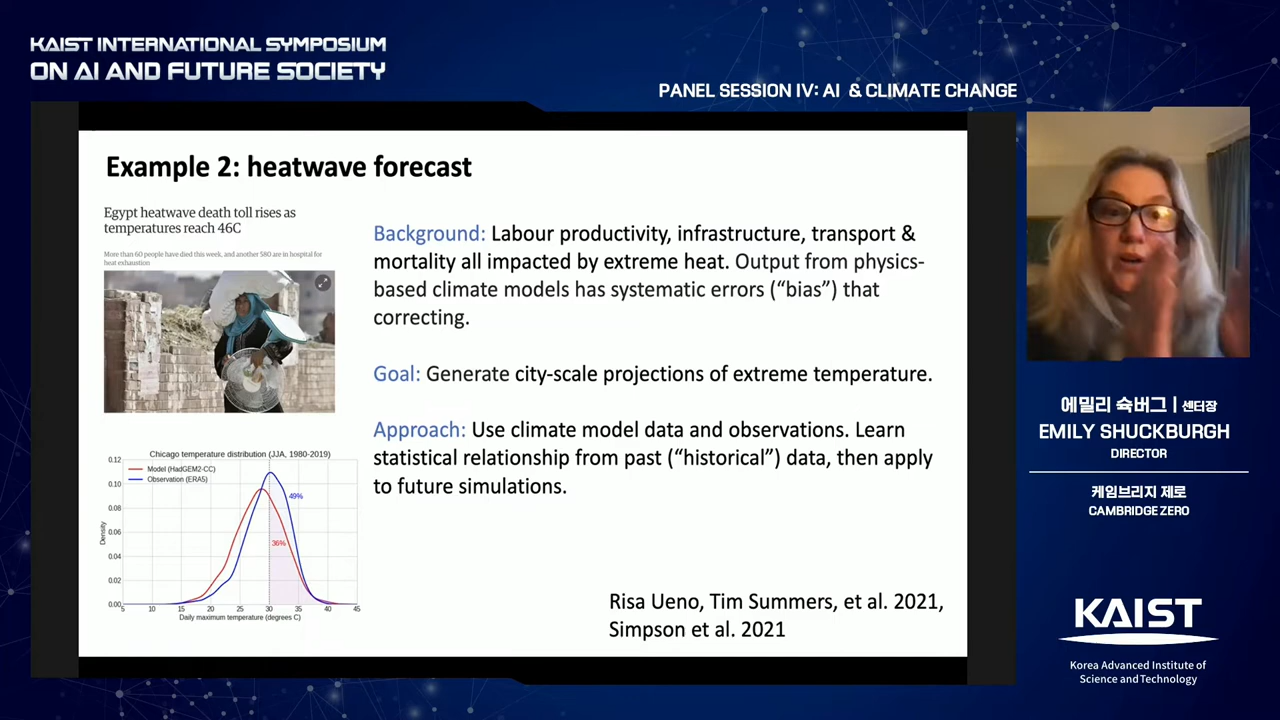 KAIST INTERNATIONAL SYMPOSIUM
ON AI AND FUTURE SOCIETY
PANEL SESSION IV: AI & CLIMATE CHANGE
Example 2: heatwave forecast
Egypt heatwave death toll rises as
temperatures reach 46C
More than 60 people have died this week, and another 580 are in hospital for
heat exhaustion
Background: Labour productivity, infrastructure, transport &
mortality all impacted by extreme heat. Output from physics-
based climate models has systematic errors (“bias”) that
correcting.
Goal: Generate city-scale projections of extreme temperature.
Approach: Use climate model data and observations. Learn
statistical relationship from past (“historical”) data, then apply
to future simulations.
Chicago temperature distribution (JJA, 1980-2019)
Model (HadGEM2-CC)
Observation (ERA5)
49%
36%
Density
0.12
0.10
0.08
0.06
0.04
0.02
0.00
5 10 15 20 25 30 35 40 45
Daily maximum temperature (degrees C)
Risa Ueno, Tim Summers, et al. 2021,
Simpson et al. 2021
에밀리 슉버그 | 센터장
EMILY SHUCKBURGH
DIRECTOR
케임브리지 제로
CAMBRIDGE ZERO
KAIST
Korea Advanced Institute of
Science and Technology